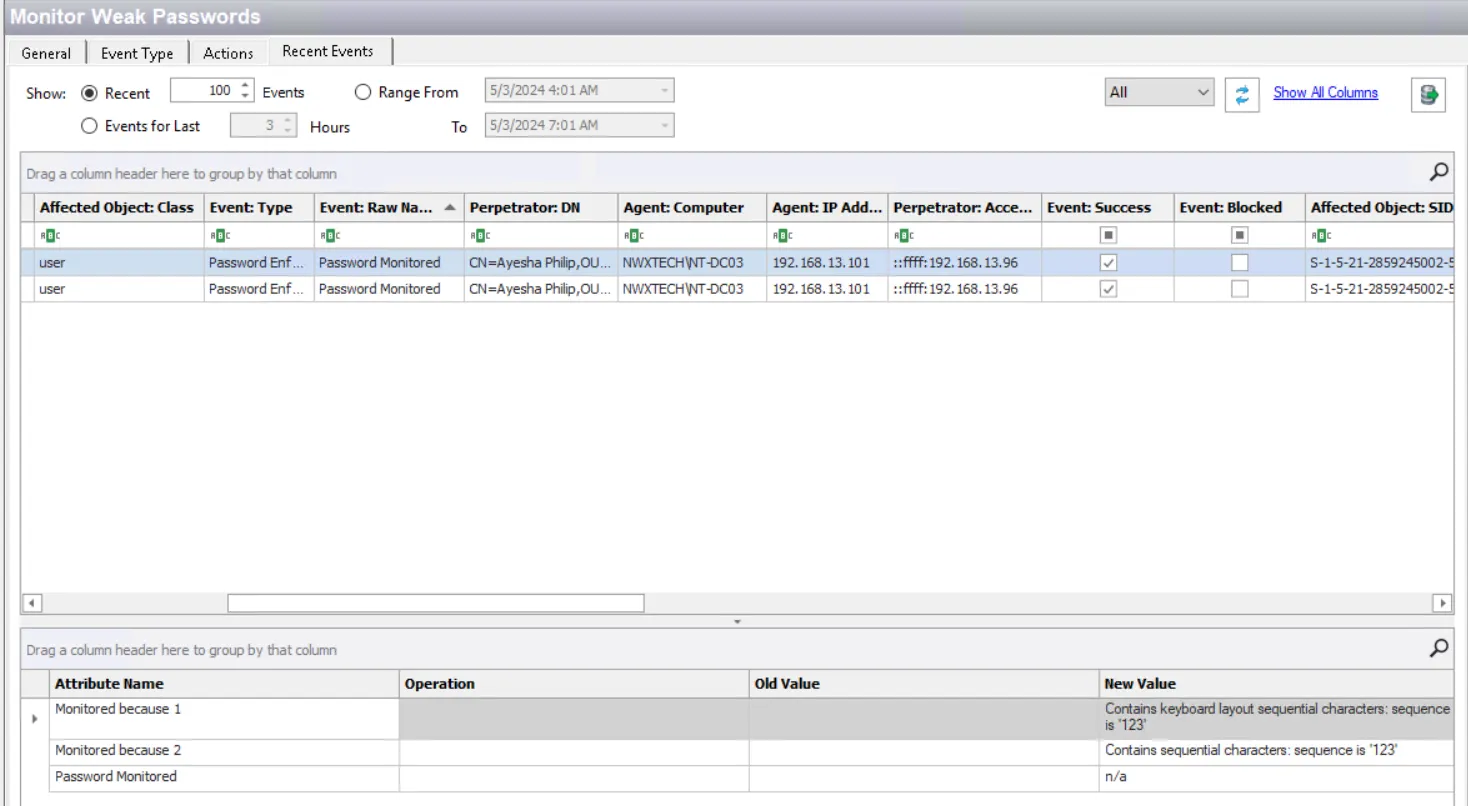 Monitor Weak Passwords
General Event Type Actions Recent Events
Show: Recent 100 Events Range From 5/3/2024 4:01 AM All Show All Columns
Events for Last 3 Hours To 5/3/2024 7:01 AM
Drag a column header here to group by that column
Affected Object: Class Event: Type Event: Raw Na... Perpetrator: DN Agent: Computer Agent: IP Add... Perpetrator: Acce... Event: Success Event: Blocked Affected Object: SID
ABC ABC ABC ABC ABC ABC ABC ABC
user Password Enf... Password Monitored CN=Ayesha Philip,OU... NWXTECH\NT-DC03 192.168.13.101 ::ffff:192.168.13.96 S-1-5-21-2859245002-5
user Password Enf... Password Monitored CN=Ayesha Philip,OU... NWXTECH\NT-DC03 192.168.13.101 ::ffff:192.168.13.96 S-1-5-21-2859245002-5
Drag a column header here to group by that column
Attribute Name Operation Old Value New Value
Monitored because 1 Contains keyboard layout sequential characters: sequence
is '123'
Monitored because 2 Contains sequential characters: sequence is '123'
Password Monitored n/a